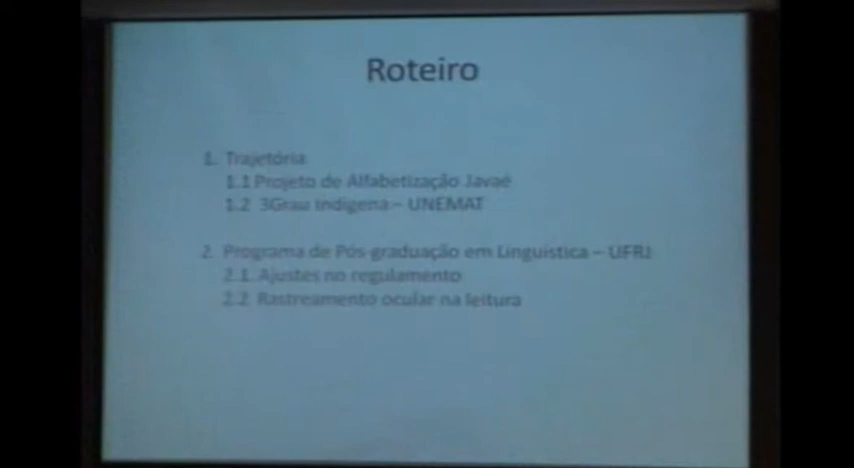 Roteiro
1. Trajetória
1.1 Projeto de Alfabetização Javaé
1.2 3Grau Indígena – UNEMAT
2. Programa de Pós-graduação em Linguística – UFRJ
2.1. Ajustes no regulamento
2.2. Rastreamento ocular na leitura